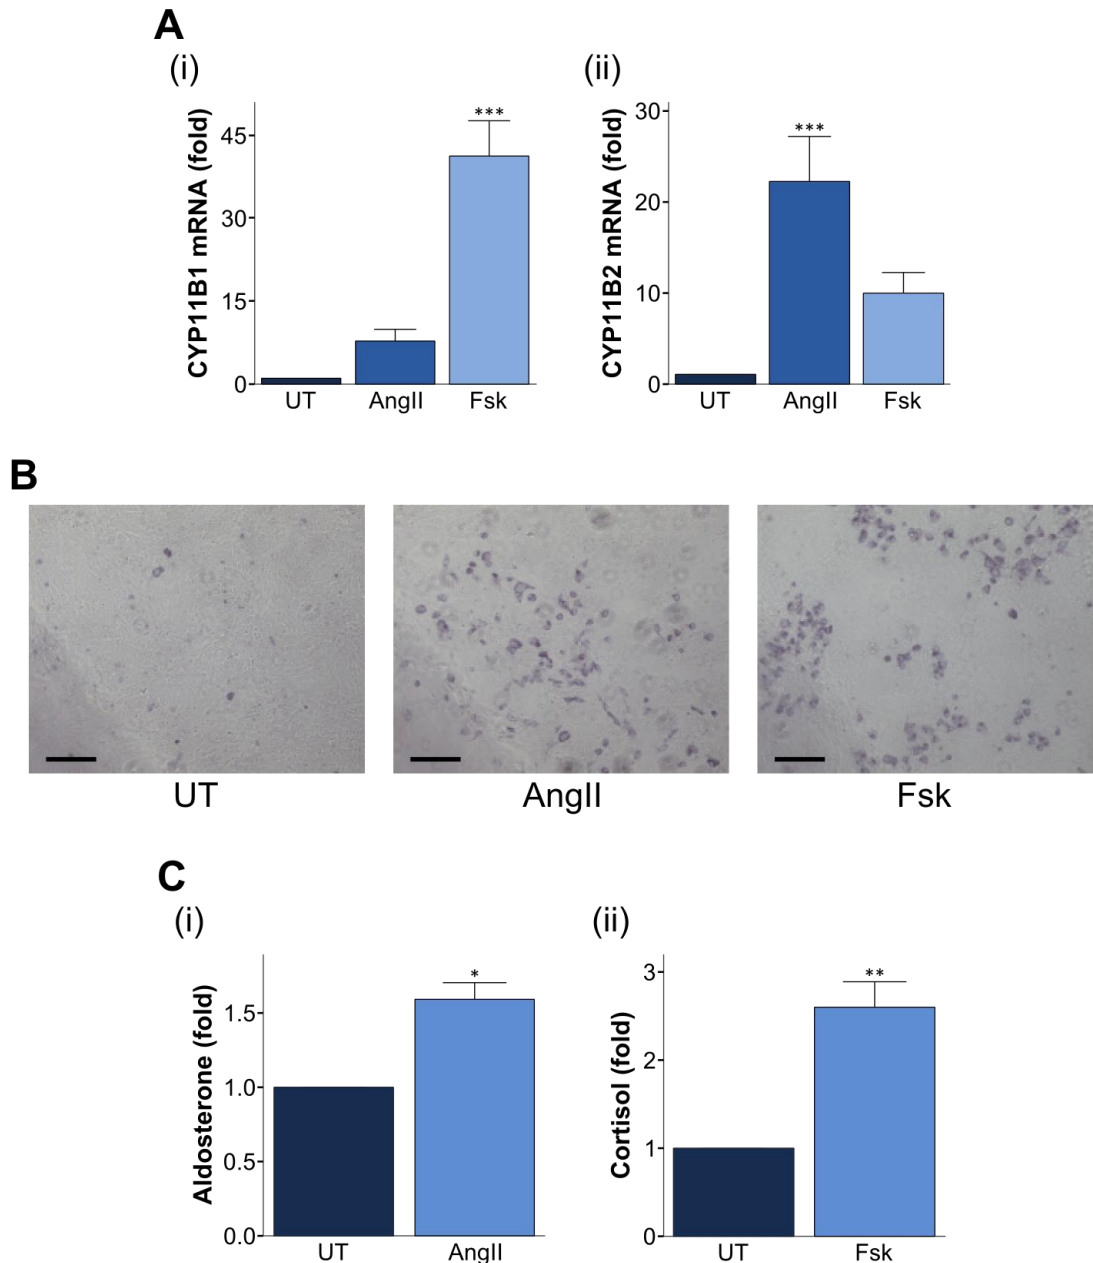 A
(i)
CYP11B1 mRNA (fold)
45
30
15
0
***
UT AngII Fsk
(ii)
CYP11B2 mRNA (fold)
30
20
10
0
***
UT AngII Fsk
B
UT AngII Fsk
C
(i)
Aldosterone (fold)
1.5
1.0
0.5
0.0
*
UT AngII
(ii)
Cortisol (fold)
3
2
1
0
**
UT Fsk